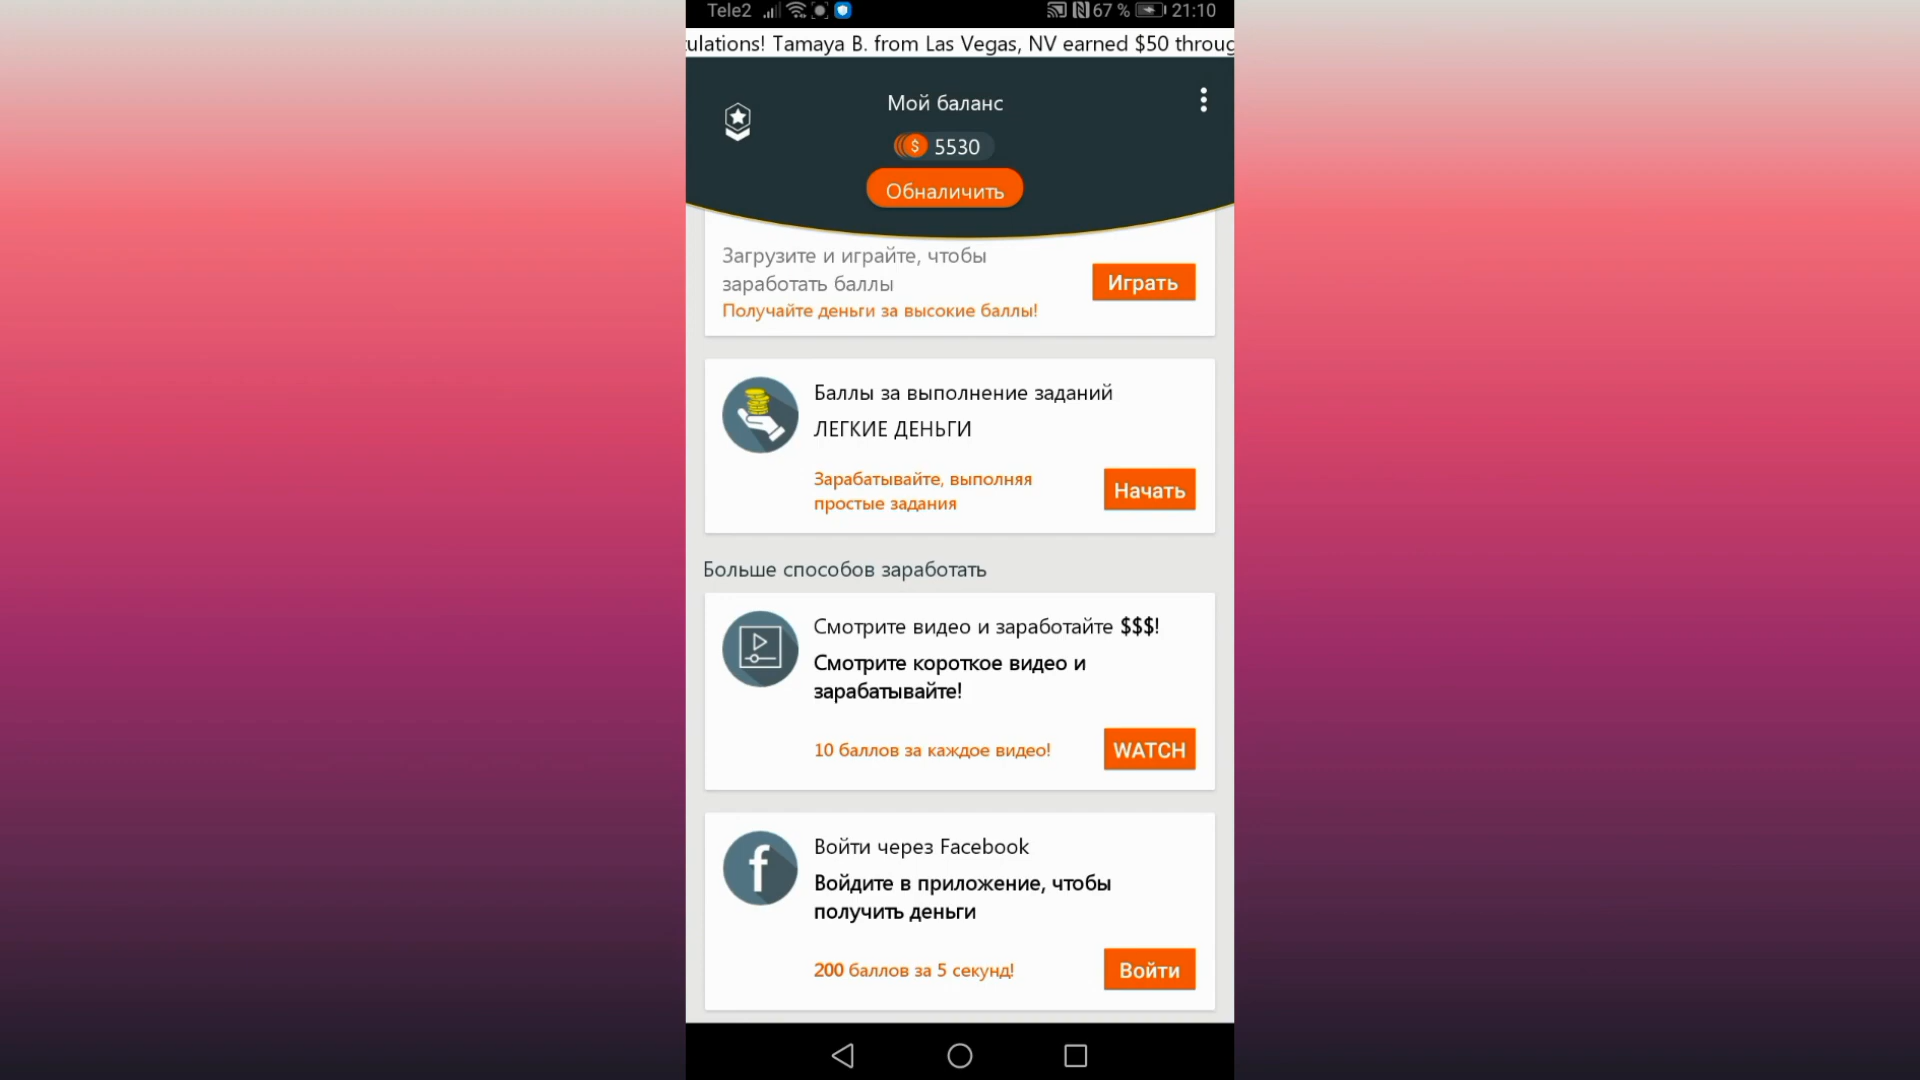 Tele2 67 % 21:10
ulations! Tamaya B. from Las Vegas, NV earned $50 throug
Мой баланс
$ 5530
Обналичить
Загрузите и играйте, чтобы
заработать баллы
Получайте деньги за высокие баллы!
Играть
Баллы за выполнение заданий
ЛЕГКИЕ ДЕНЬГИ
Зарабатывайте, выполняя
простые задания
Начать
Больше способов заработать
Смотрите видео и заработайте $$$!
Смотрите короткое видео и
зарабатывайте!
10 баллов за каждое видео!
WATCH
f
Войти через Facebook
Войдите в приложение, чтобы
получить деньги
200 баллов за 5 секунд!
Войти